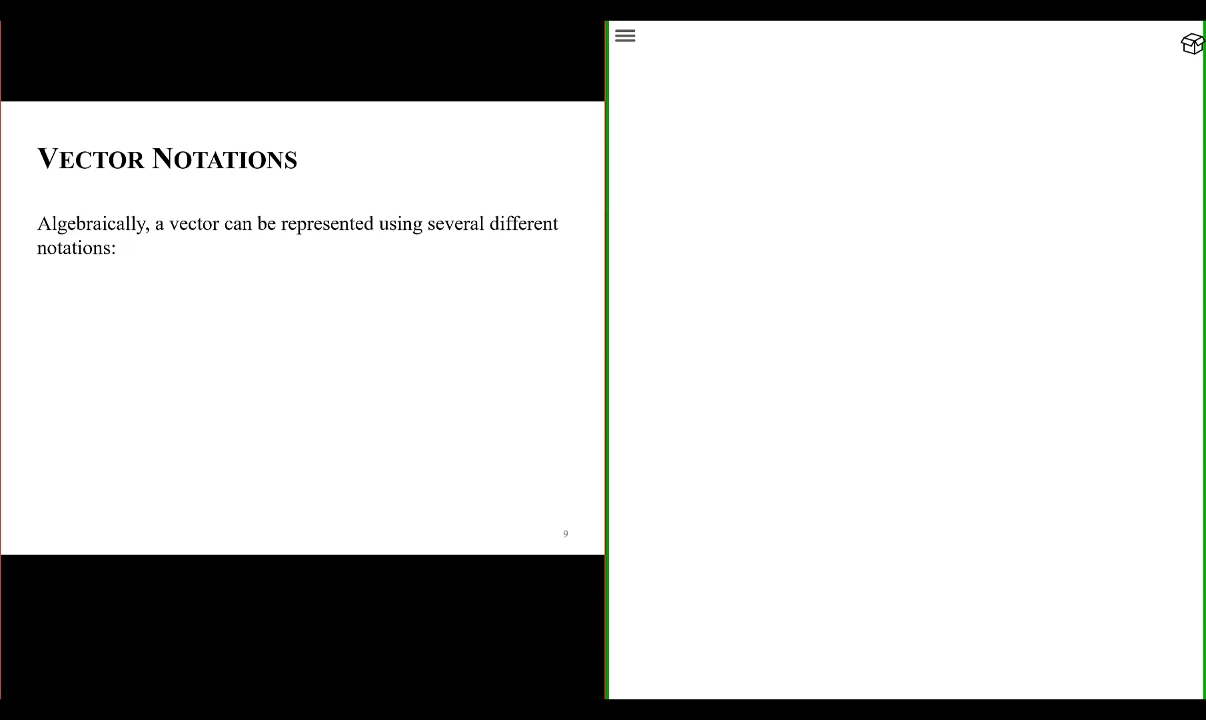 VECTOR NOTATIONS
Algebraically, a vector can be represented using several different
notations:
9